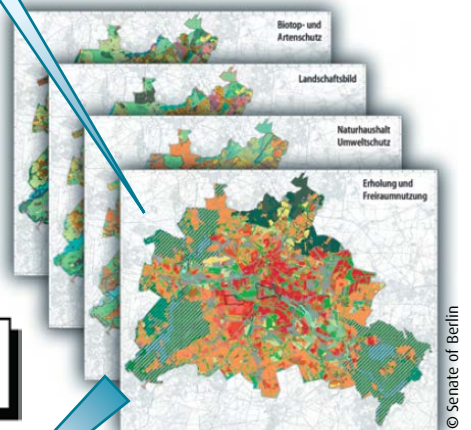 Biotop- und
Artenschutz
Landschaftsbild
Naturhaushalt
Umweltschutz
Erholung und
Freiraumnutzung
© Senate of Berlin